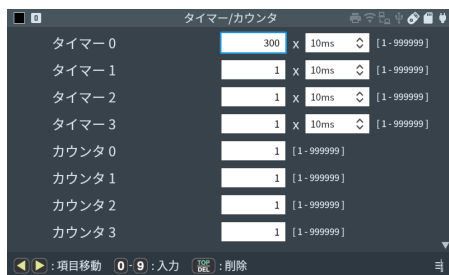 0 タイマー/カウンタ
タイマー 0 300 x 10ms [1 - 999999]
タイマー 1 1 x 10ms [1 - 999999]
タイマー 2 1 x 10ms [1 - 999999]
タイマー 3 1 x 10ms [1 - 999999]
カウンタ 0 1 [1 - 999999]
カウンタ 1 1 [1 - 999999]
カウンタ 2 1 [1 - 999999]
カウンタ 3 1 [1 - 999999]
: 項目移動 0 - 9 : 入力 TOP DEL : 削除